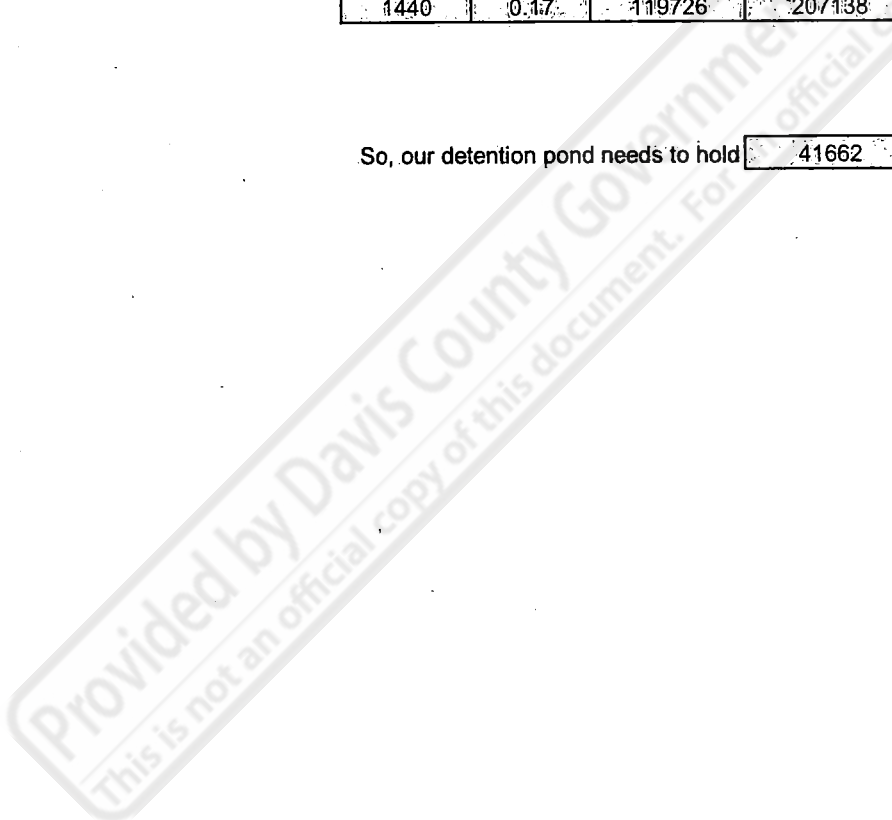 1440 0.17 119726 207138
So, our detention pond needs to hold 41662
Provided by Davis County Government
This is not an official copy of this document. For an official c